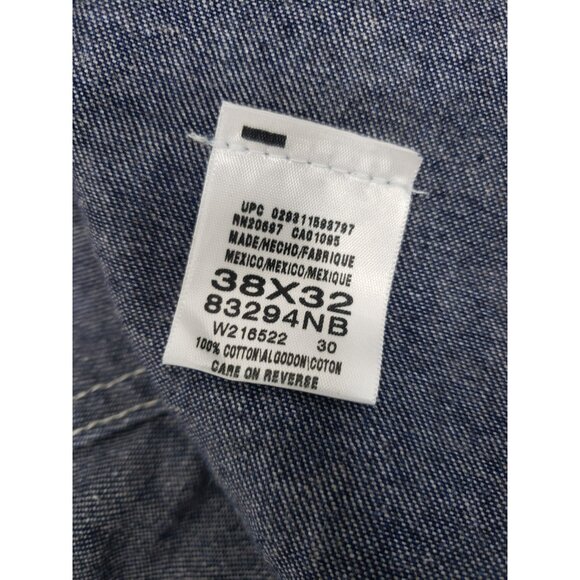 UPC 029311593797
RN20697 CA01095
MADE/HECHO/FABRIQUE
MEXICO/MEXICO/MEXIQUE
38X32
83294NB
W216522 30
100% COTTON\ALGODON\COTON
CARE ON REVERSE